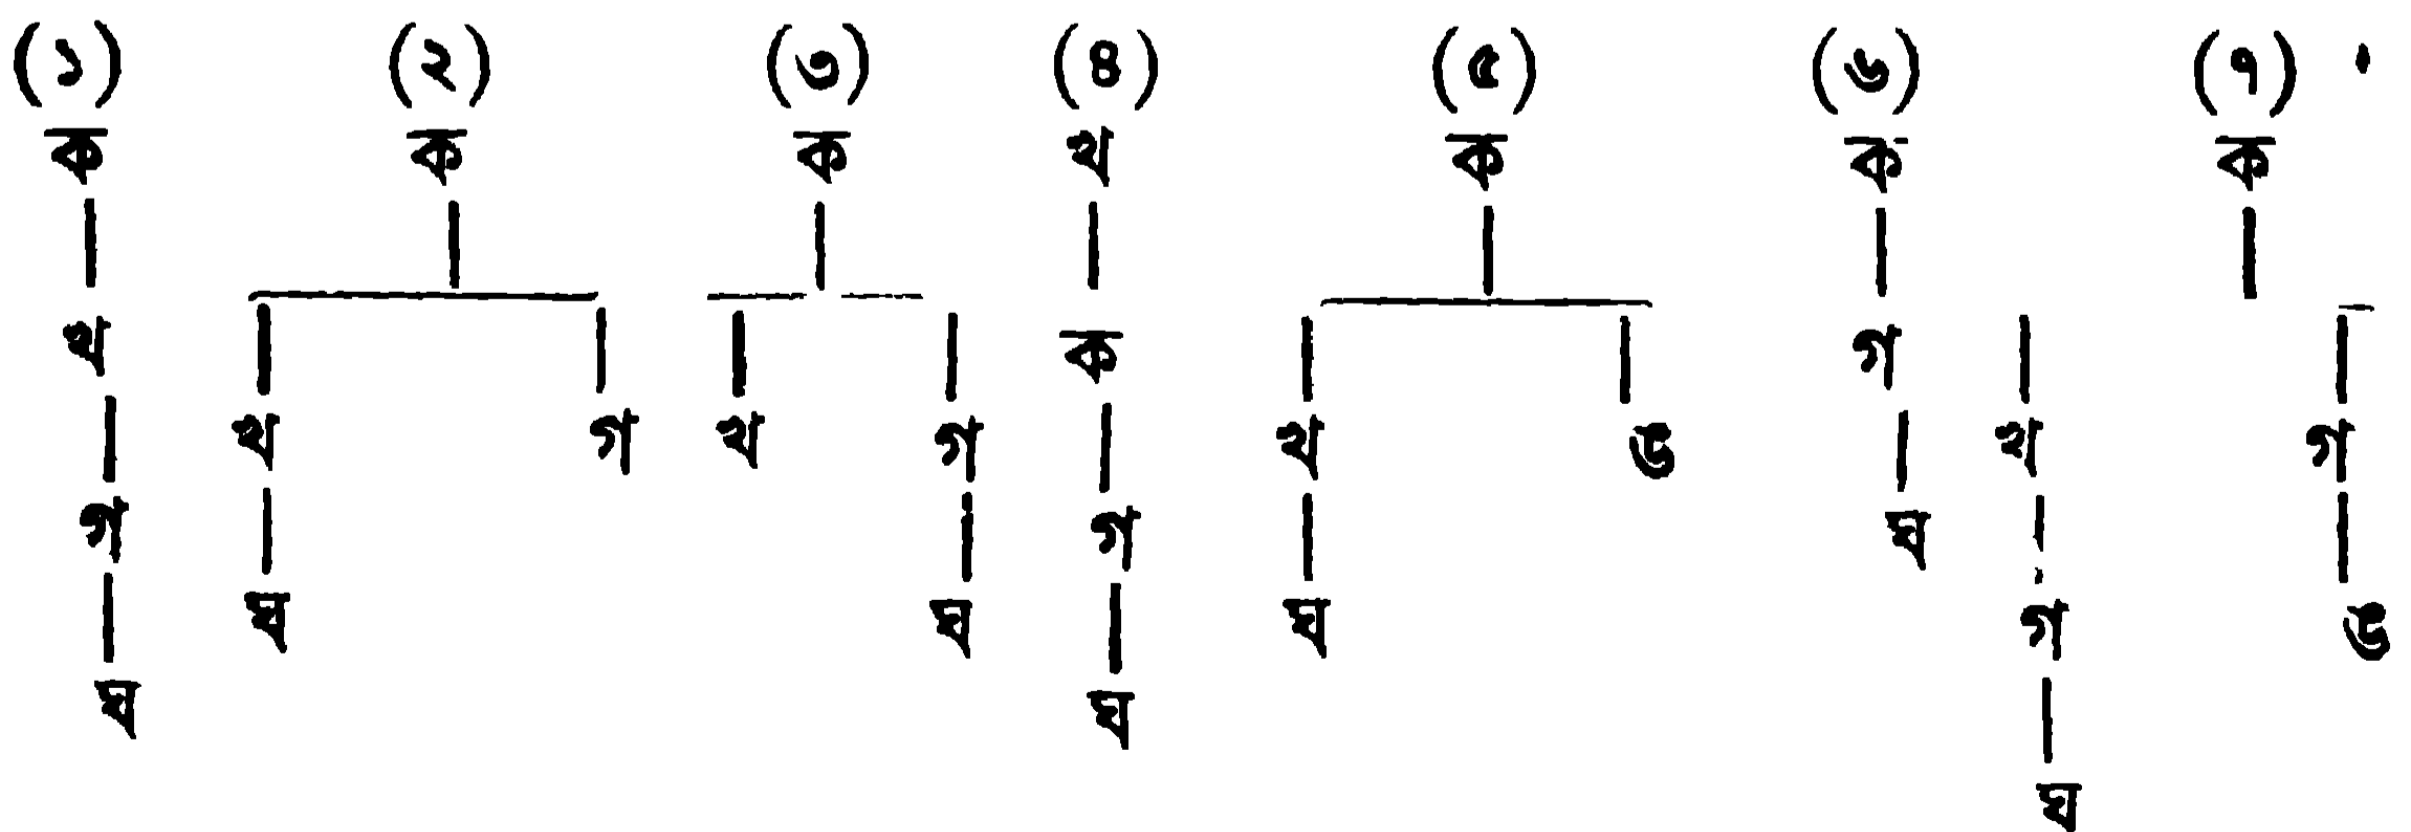 (১) (২) (৩) (৪) (৫) (৬) (৭)
ক ক ক খ ক ক ক
খ ক গ
খ গ খ গ খ ঙ খ গ
গ গ ঘ
ঘ ঘ ঘ গ ঙ
ঘ ঘ
ঘ